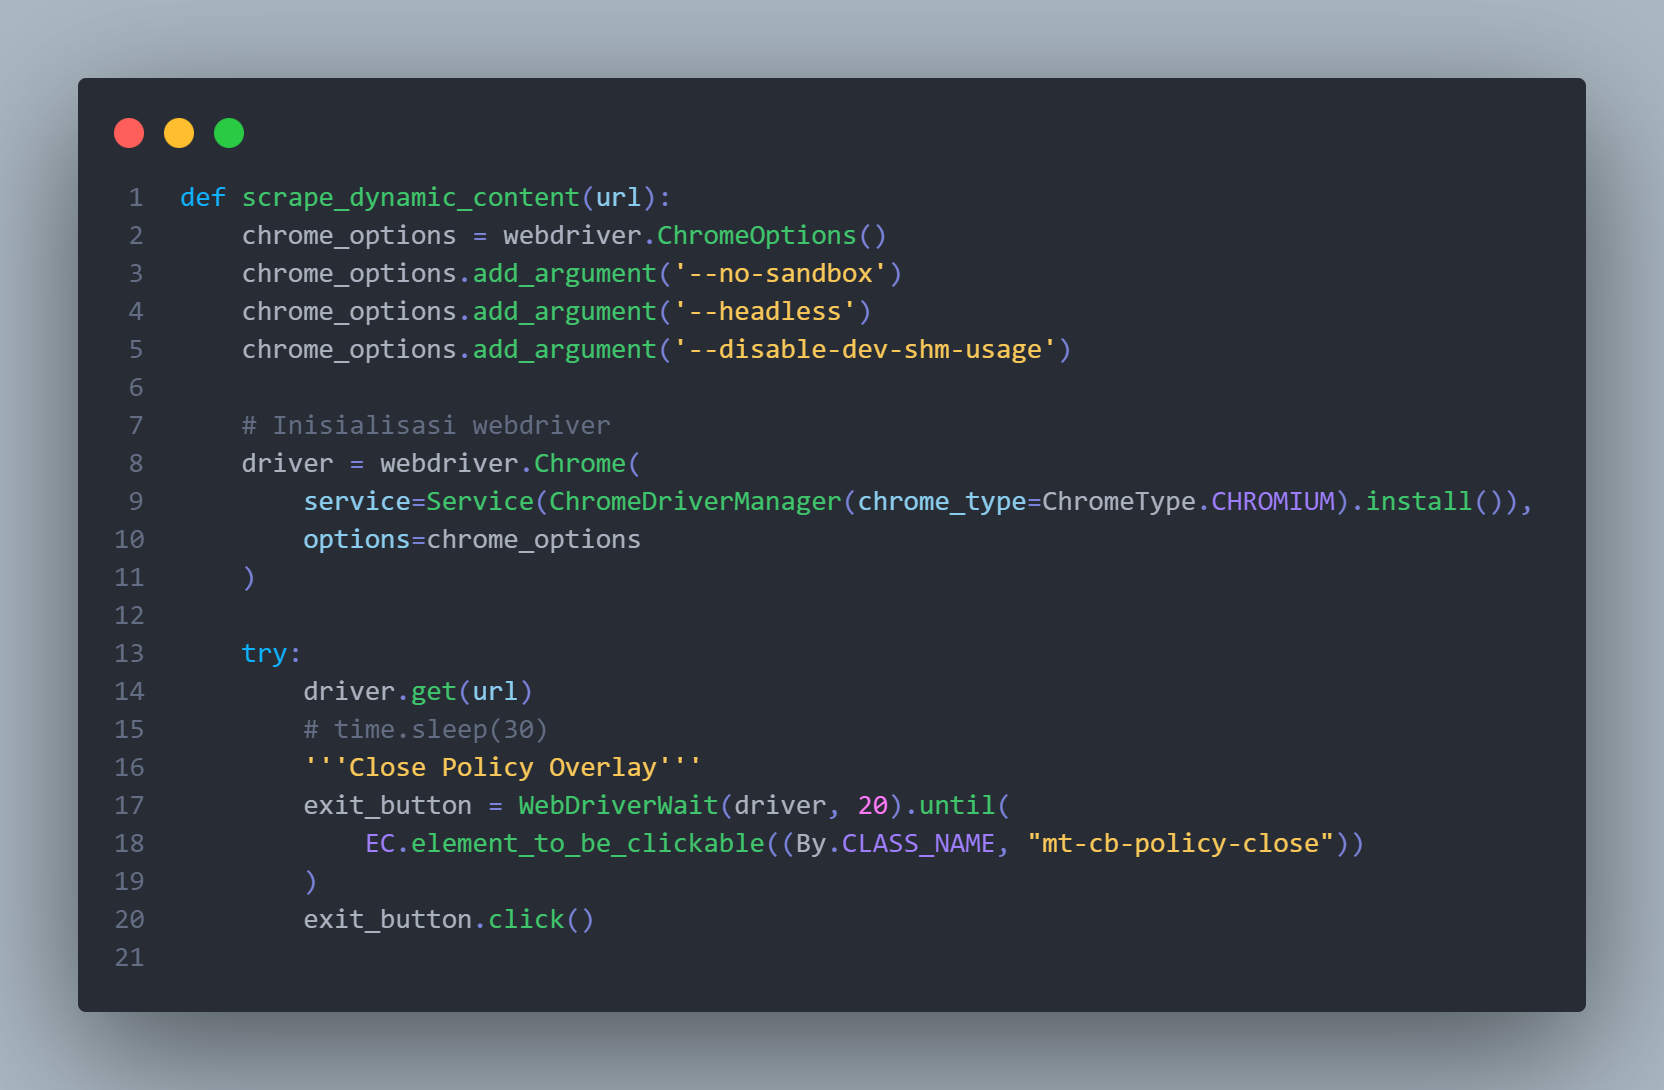 1 def scrape_dynamic_content(url):
2     chrome_options = webdriver.ChromeOptions()
3     chrome_options.add_argument('--no-sandbox')
4     chrome_options.add_argument('--headless')
5     chrome_options.add_argument('--disable-dev-shm-usage')
6
7     # Inisialisasi webdriver
8     driver = webdriver.Chrome(
9         service=Service(ChromeDriverManager(chrome_type=ChromeType.CHROMIUM).install()),
10         options=chrome_options
11     )
12
13     try:
14         driver.get(url)
15         # time.sleep(30)
16         '''Close Policy Overlay'''
17         exit_button = WebDriverWait(driver, 20).until(
18             EC.element_to_be_clickable((By.CLASS_NAME, "mt-cb-policy-close"))
19         )
20         exit_button.click()
21